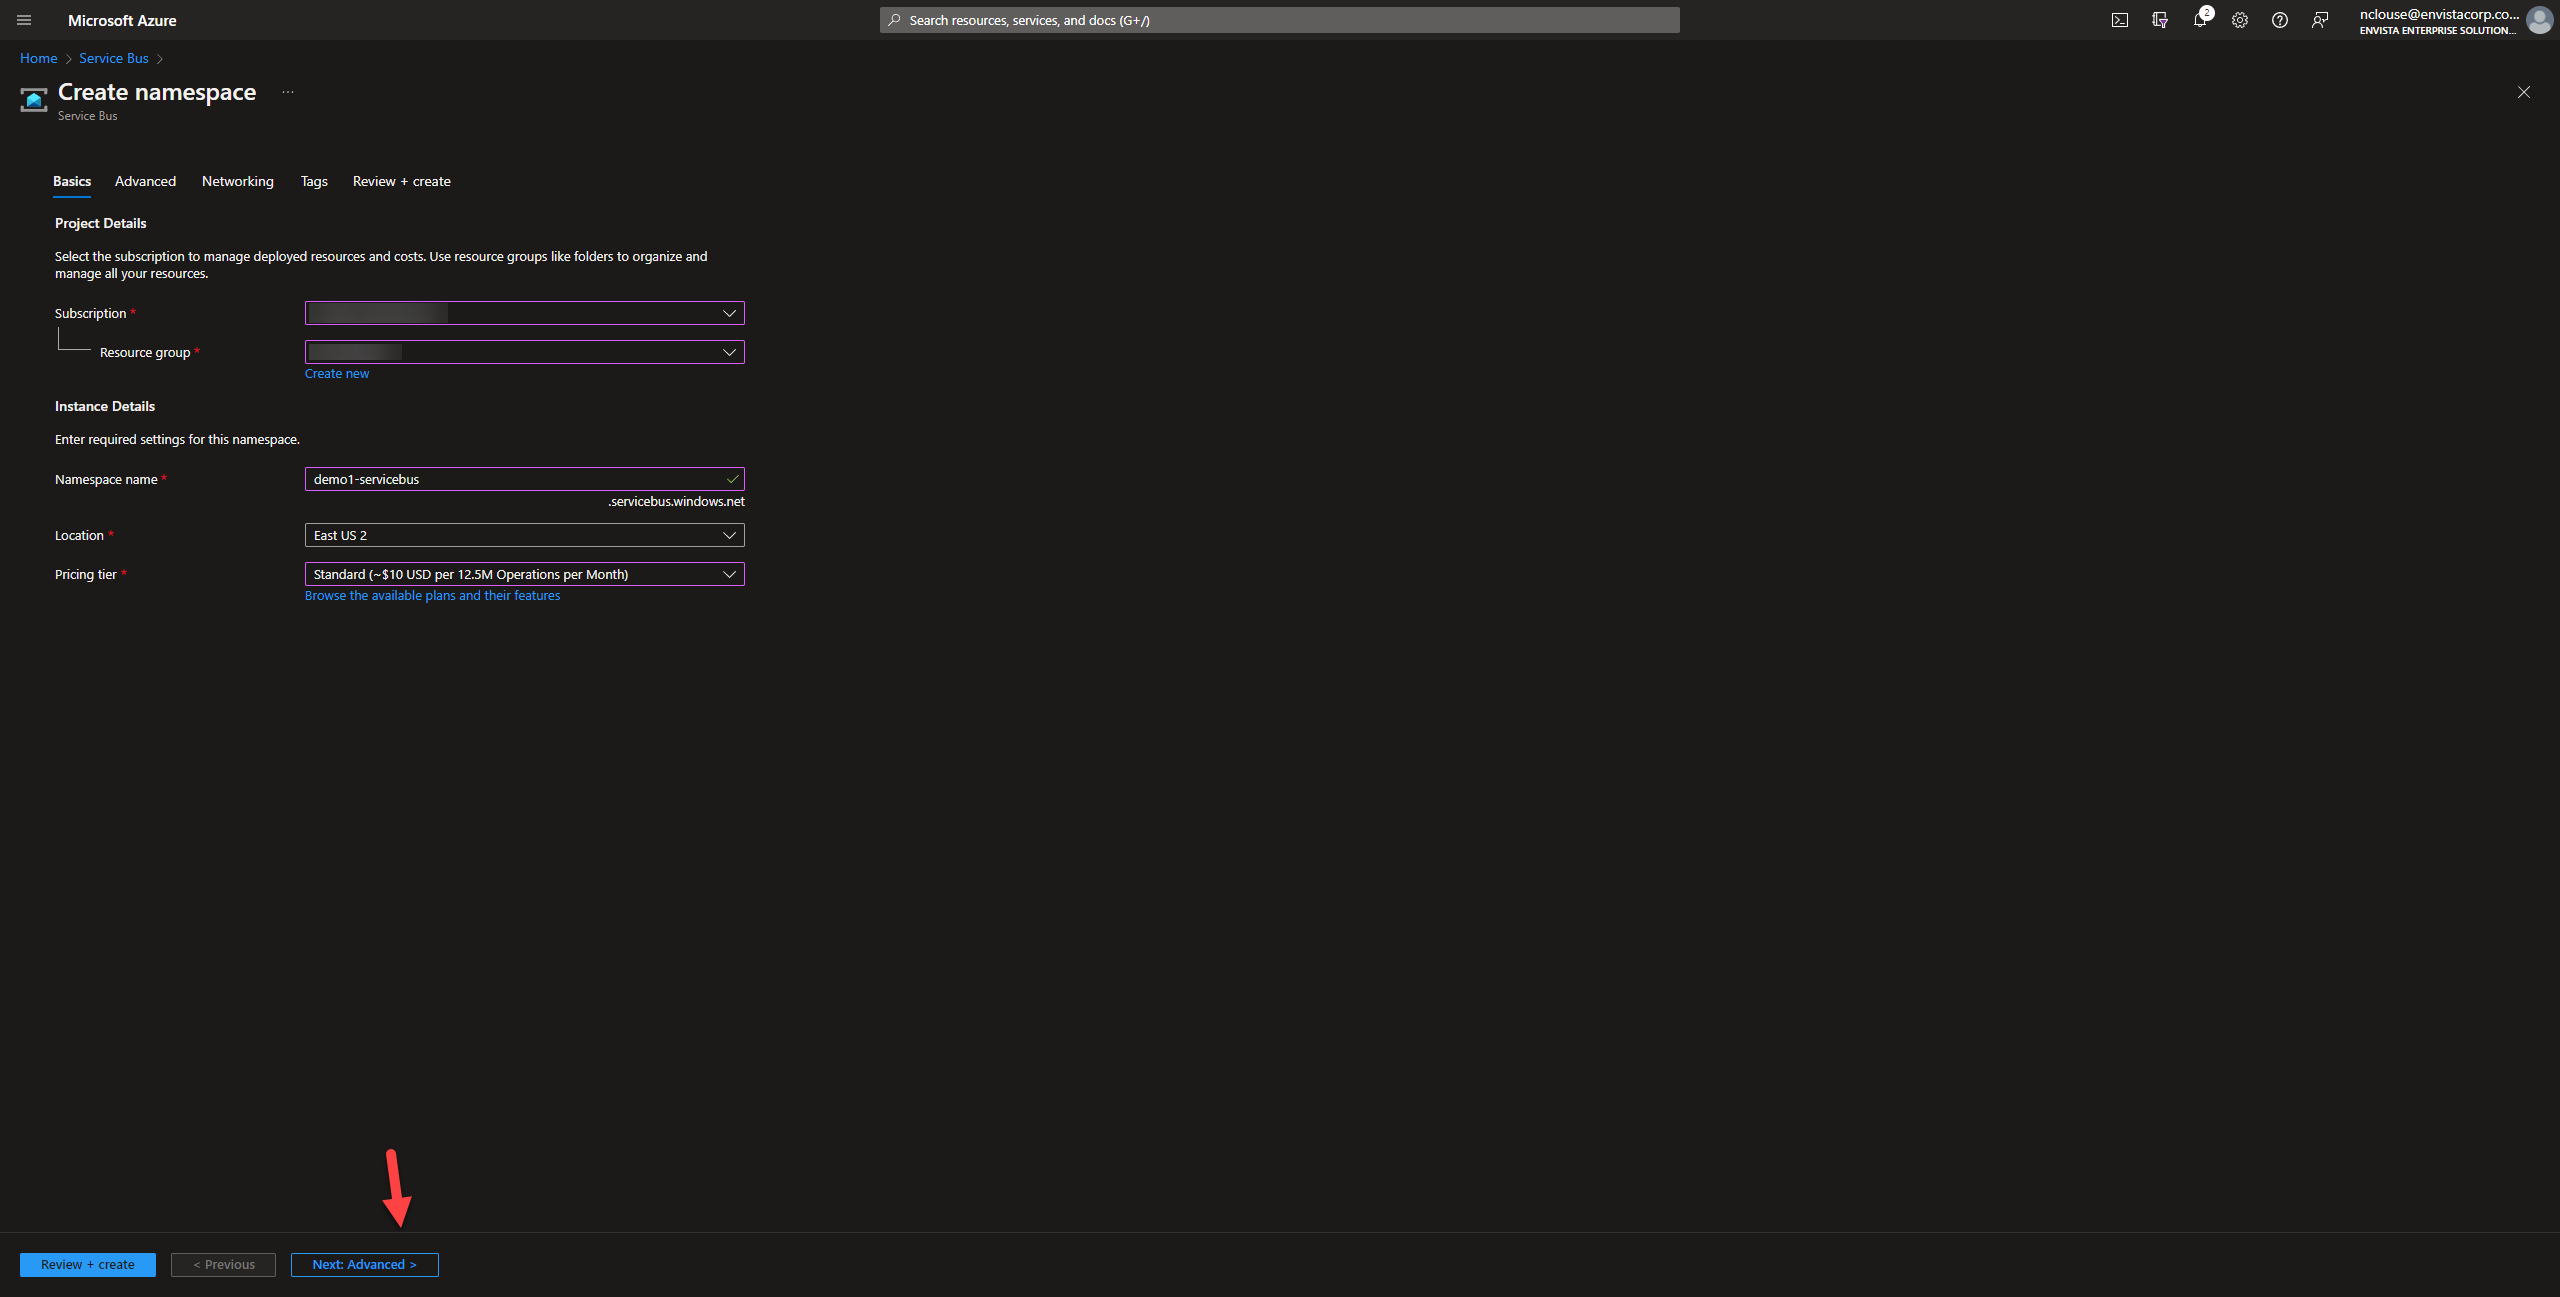 Microsoft Azure
Search resources, services, and docs (G+/)
2
nclouse@envistacorp.co...
ENVISTA ENTERPRISE SOLUTION...
Home > Service Bus >
Create namespace ...
Service Bus
Basics Advanced Networking Tags Review + create
Project Details
Select the subscription to manage deployed resources and costs. Use resource groups like folders to organize and
manage all your resources.
Subscription *
Resource group *
Create new
Instance Details
Enter required settings for this namespace.
Namespace name * demo1-servicebus
.servicebus.windows.net
Location * East US 2
Pricing tier * Standard (~$10 USD per 12.5M Operations per Month)
Browse the available plans and their features
Review + create < Previous Next: Advanced >